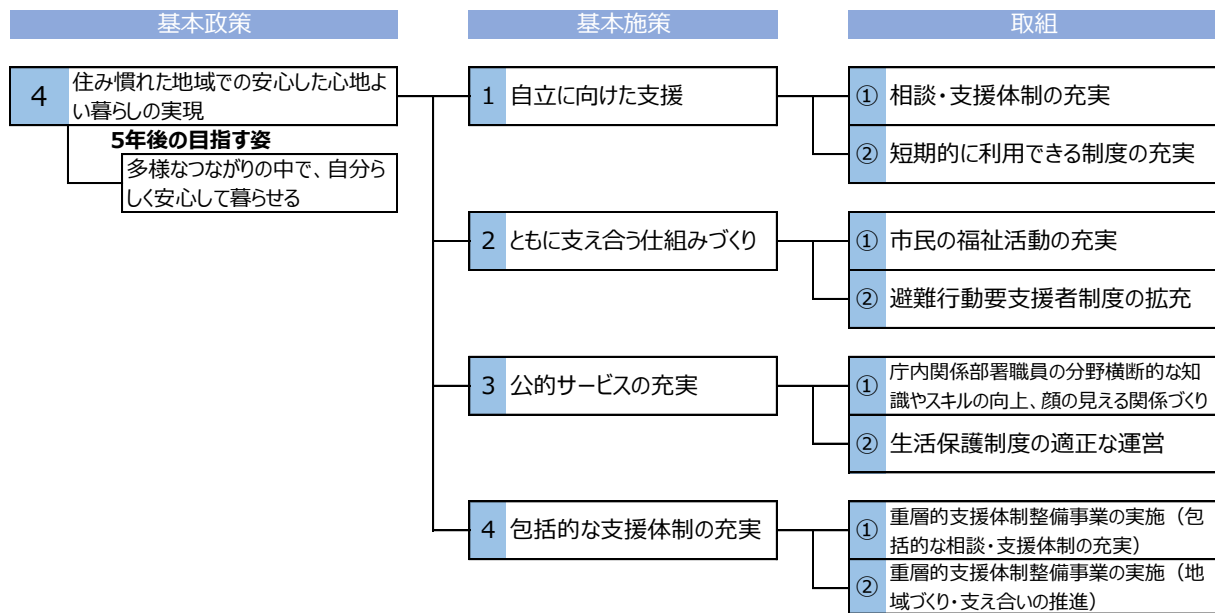 基本政策
基本施策
取組
4
住み慣れた地域での安心した心地よ
い暮らしの実現
5年後の目指す姿
多様なつながりの中で、自分ら
しく安心して暮らせる
1 自立に向けた支援
① 相談・支援体制の充実
② 短期的に利用できる制度の充実
2 ともに支え合う仕組みづくり
① 市民の福祉活動の充実
② 避難行動要支援者制度の拡充
3 公的サービスの充実
①
庁内関係部署職員の分野横断的な知
識やスキルの向上、顔の見える関係づくり
② 生活保護制度の適正な運営
4 包括的な支援体制の充実
①
重層的支援体制整備事業の実施（包
括的な相談・支援体制の充実）
②
重層的支援体制整備事業の実施（地
域づくり・支え合いの推進）